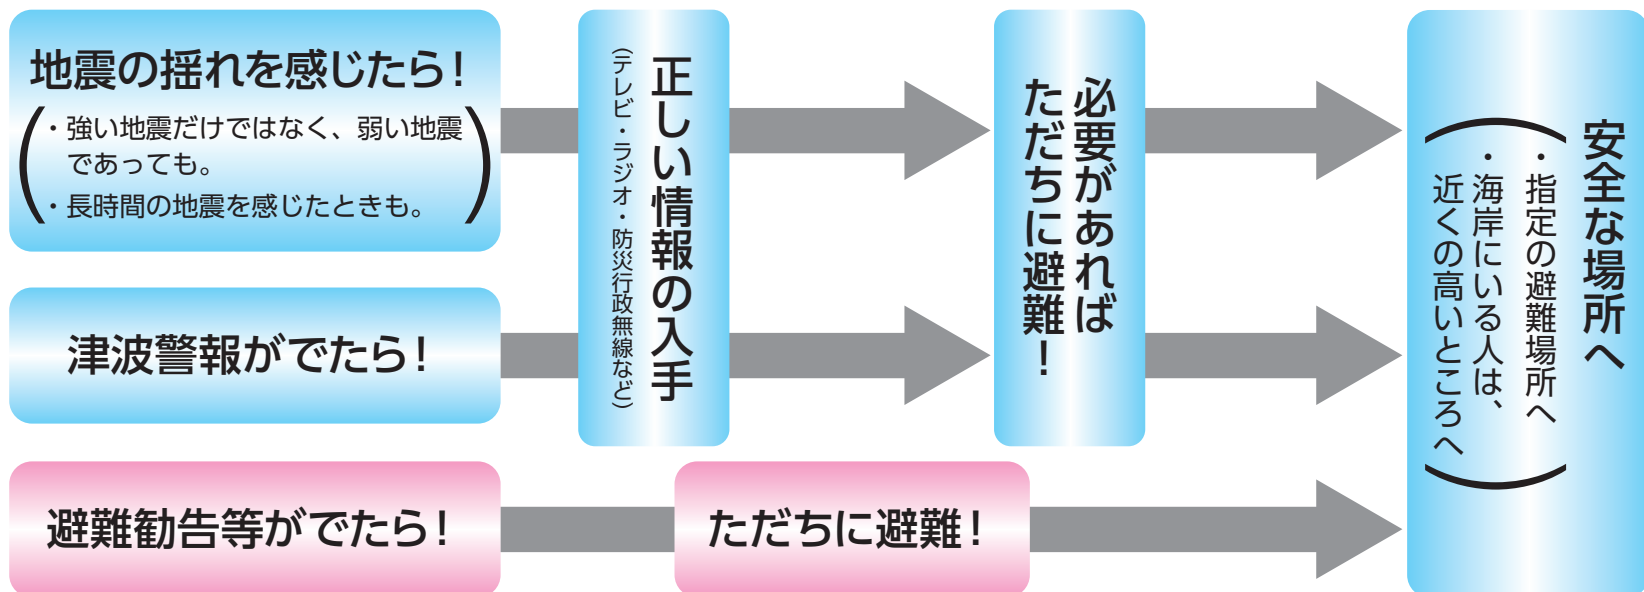 地震の揺れを感じたら!
・強い地震だけではなく、弱い地震
であっても。
・長時間の地震を感じたときも。
津波警報がでたら!
避難勧告等がでたら!
正しい情報の入手
(テレビ・ラジオ・防災行政無線など)
必要があれば
ただちに避難!
ただちに避難!
安全な場所へ
・指定の避難場所へ
・海岸にいる人は、
近くの高いところへ